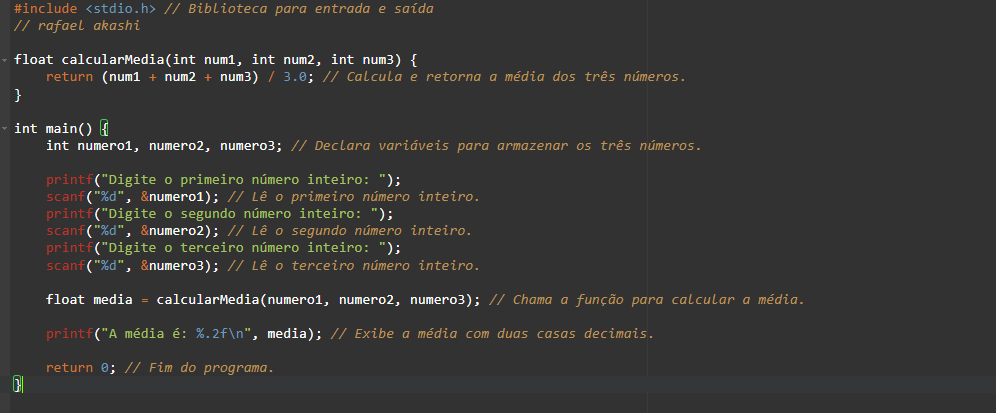 #include <stdio.h> // Biblioteca para entrada e saída
// rafael akashi
float calcularMedia(int num1, int num2, int num3) {
return (num1 + num2 + num3) / 3.0; // Calcula e retorna a média dos três números.
}
int main() {
int numero1, numero2, numero3; // Declara variáveis para armazenar os três números.
printf("Digite o primeiro número inteiro: ");
scanf("%d", &numero1); // Lê o primeiro número inteiro.
printf("Digite o segundo número inteiro: ");
scanf("%d", &numero2); // Lê o segundo número inteiro.
printf("Digite o terceiro número inteiro: ");
scanf("%d", &numero3); // Lê o terceiro número inteiro.
float media = calcularMedia(numero1, numero2, numero3); // Chama a função para calcular a média.
printf("A média é: %.2f\n", media); // Exibe a média com duas casas decimais.
return 0; // Fim do programa.
}